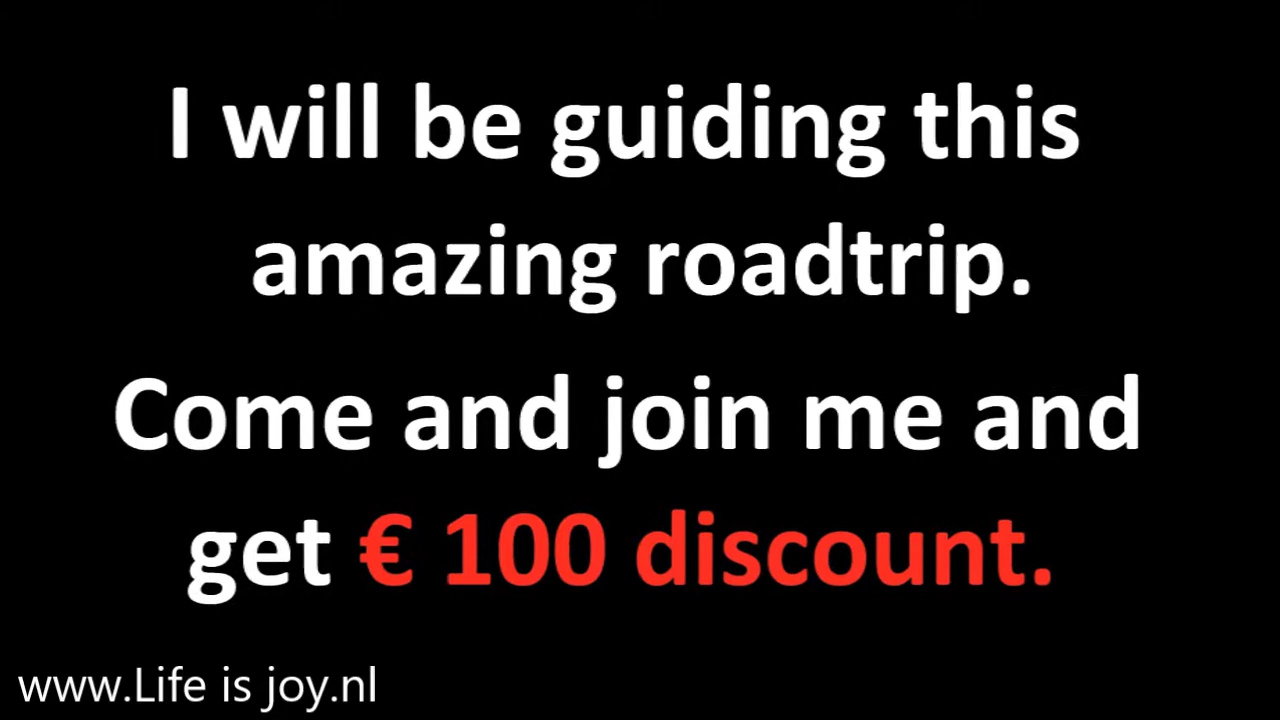 I will be guiding this
amazing roadtrip.
Come and join me and
get € 100 discount.
www.Life is joy.nl